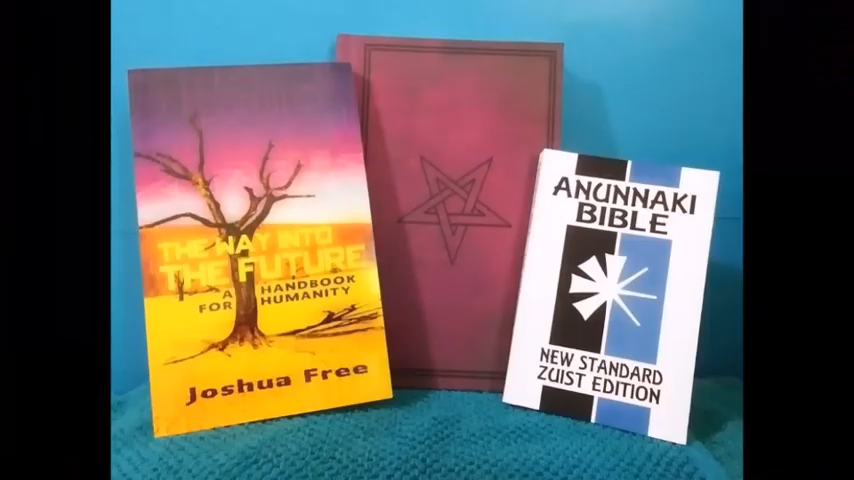 THE WAY INTO
THE FUTURE
A HANDBOOK
FOR HUMANITY
Joshua Free
ANUNNAKI
BIBLE
NEW STANDARD
ZUIST EDITION